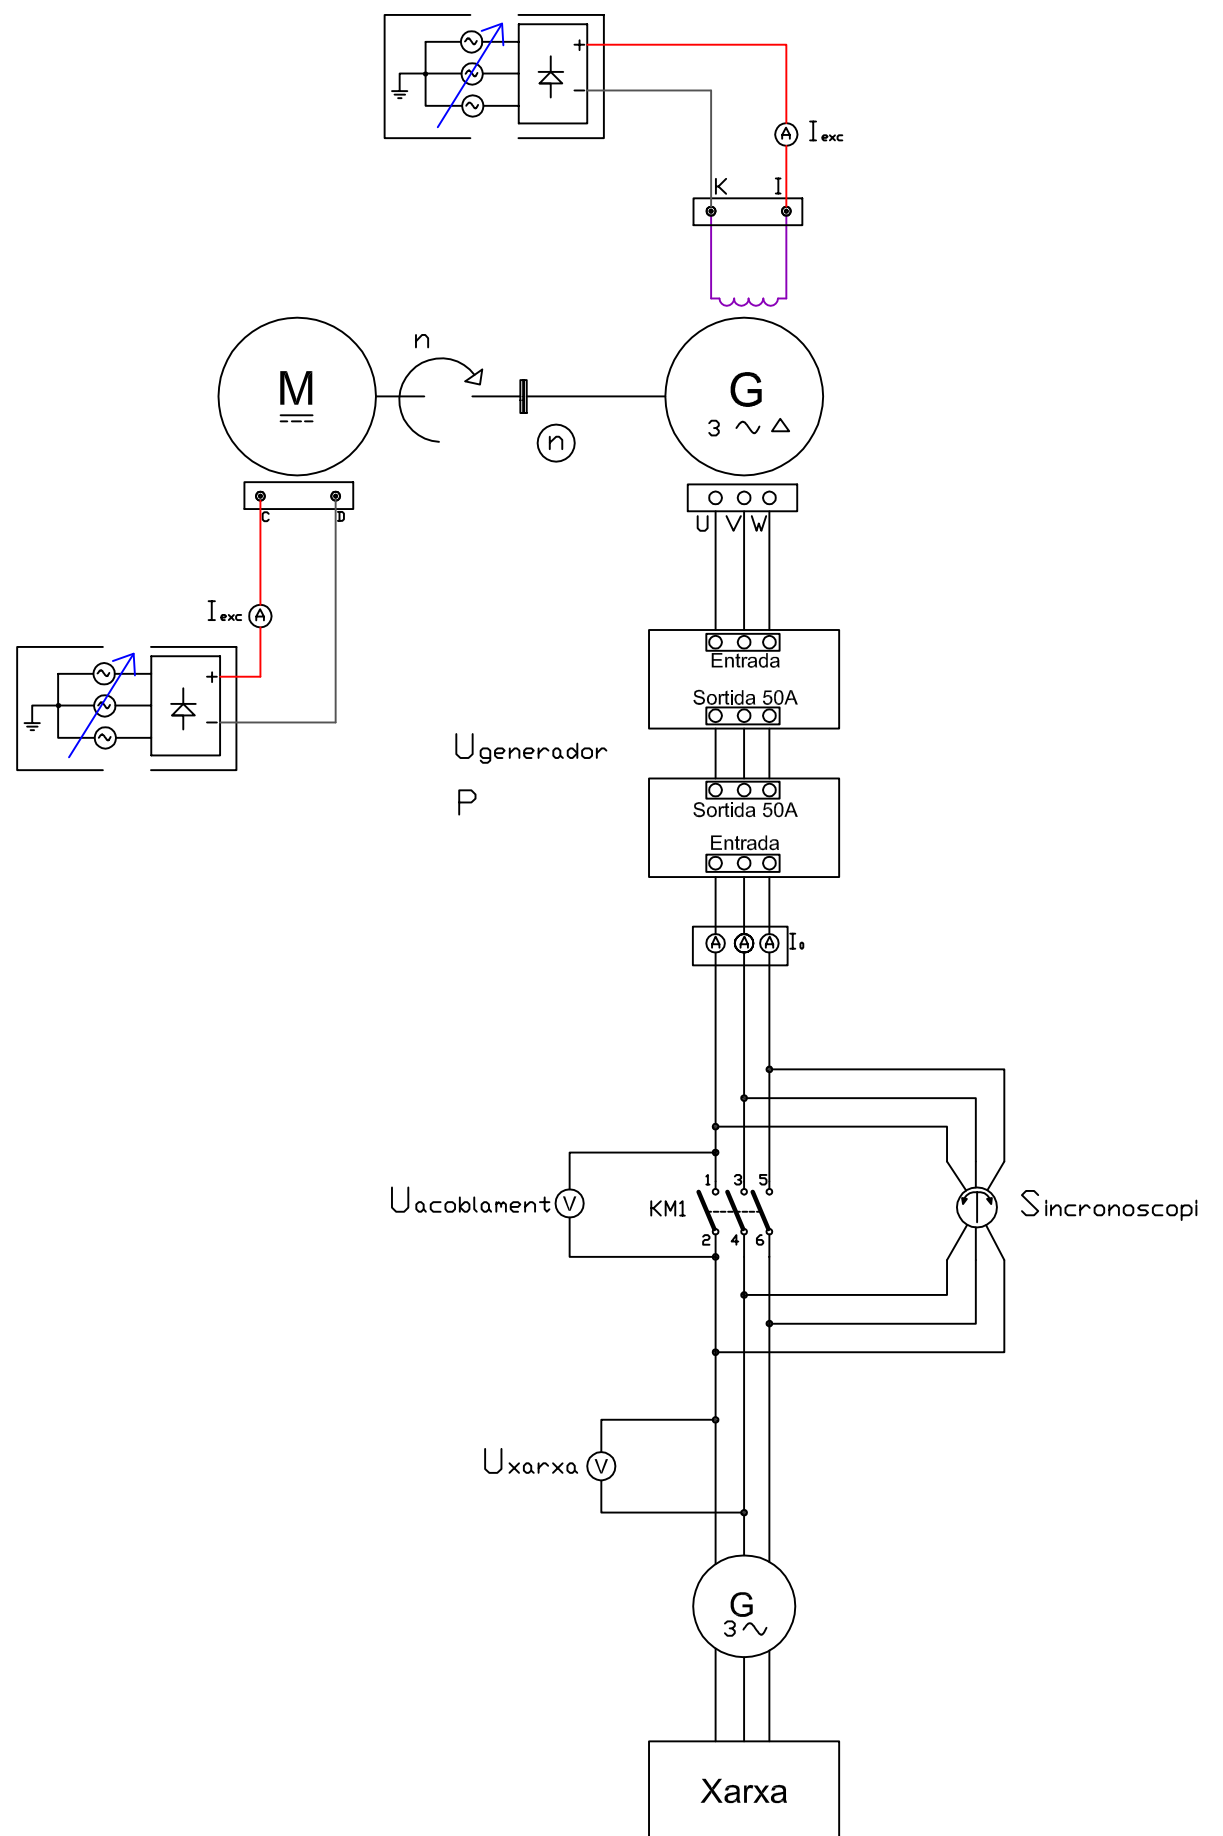 +
−
A Iexc
K I
n
M
G
3 ~ △
n
C D
U V W
Iexc A
+
−
Entrada
Sortida 50A
Ugenerador
P
Sortida 50A
Entrada
A A A I0
1 3 5
Uacoblament V
KM1
2 4 6
Sincronoscopi
Uxarxa V
G
3 ~
Xarxa